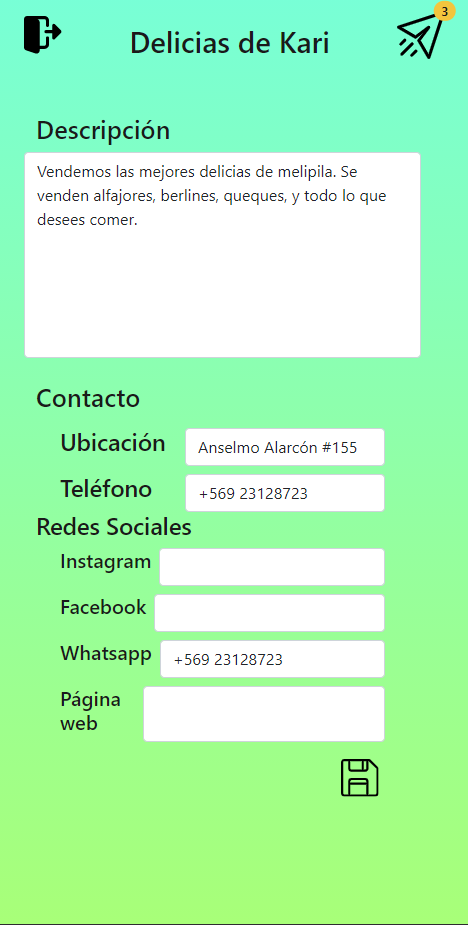 3
Delicias de Kari
Descripción
Vendemos las mejores delicias de melipila. Se
venden alfajores, berlines, queques, y todo lo que
desees comer.
Contacto
Ubicación Anselmo Alarcón #155
Teléfono +569 23128723
Redes Sociales
Instagram
Facebook
Whatsapp +569 23128723
Página
web